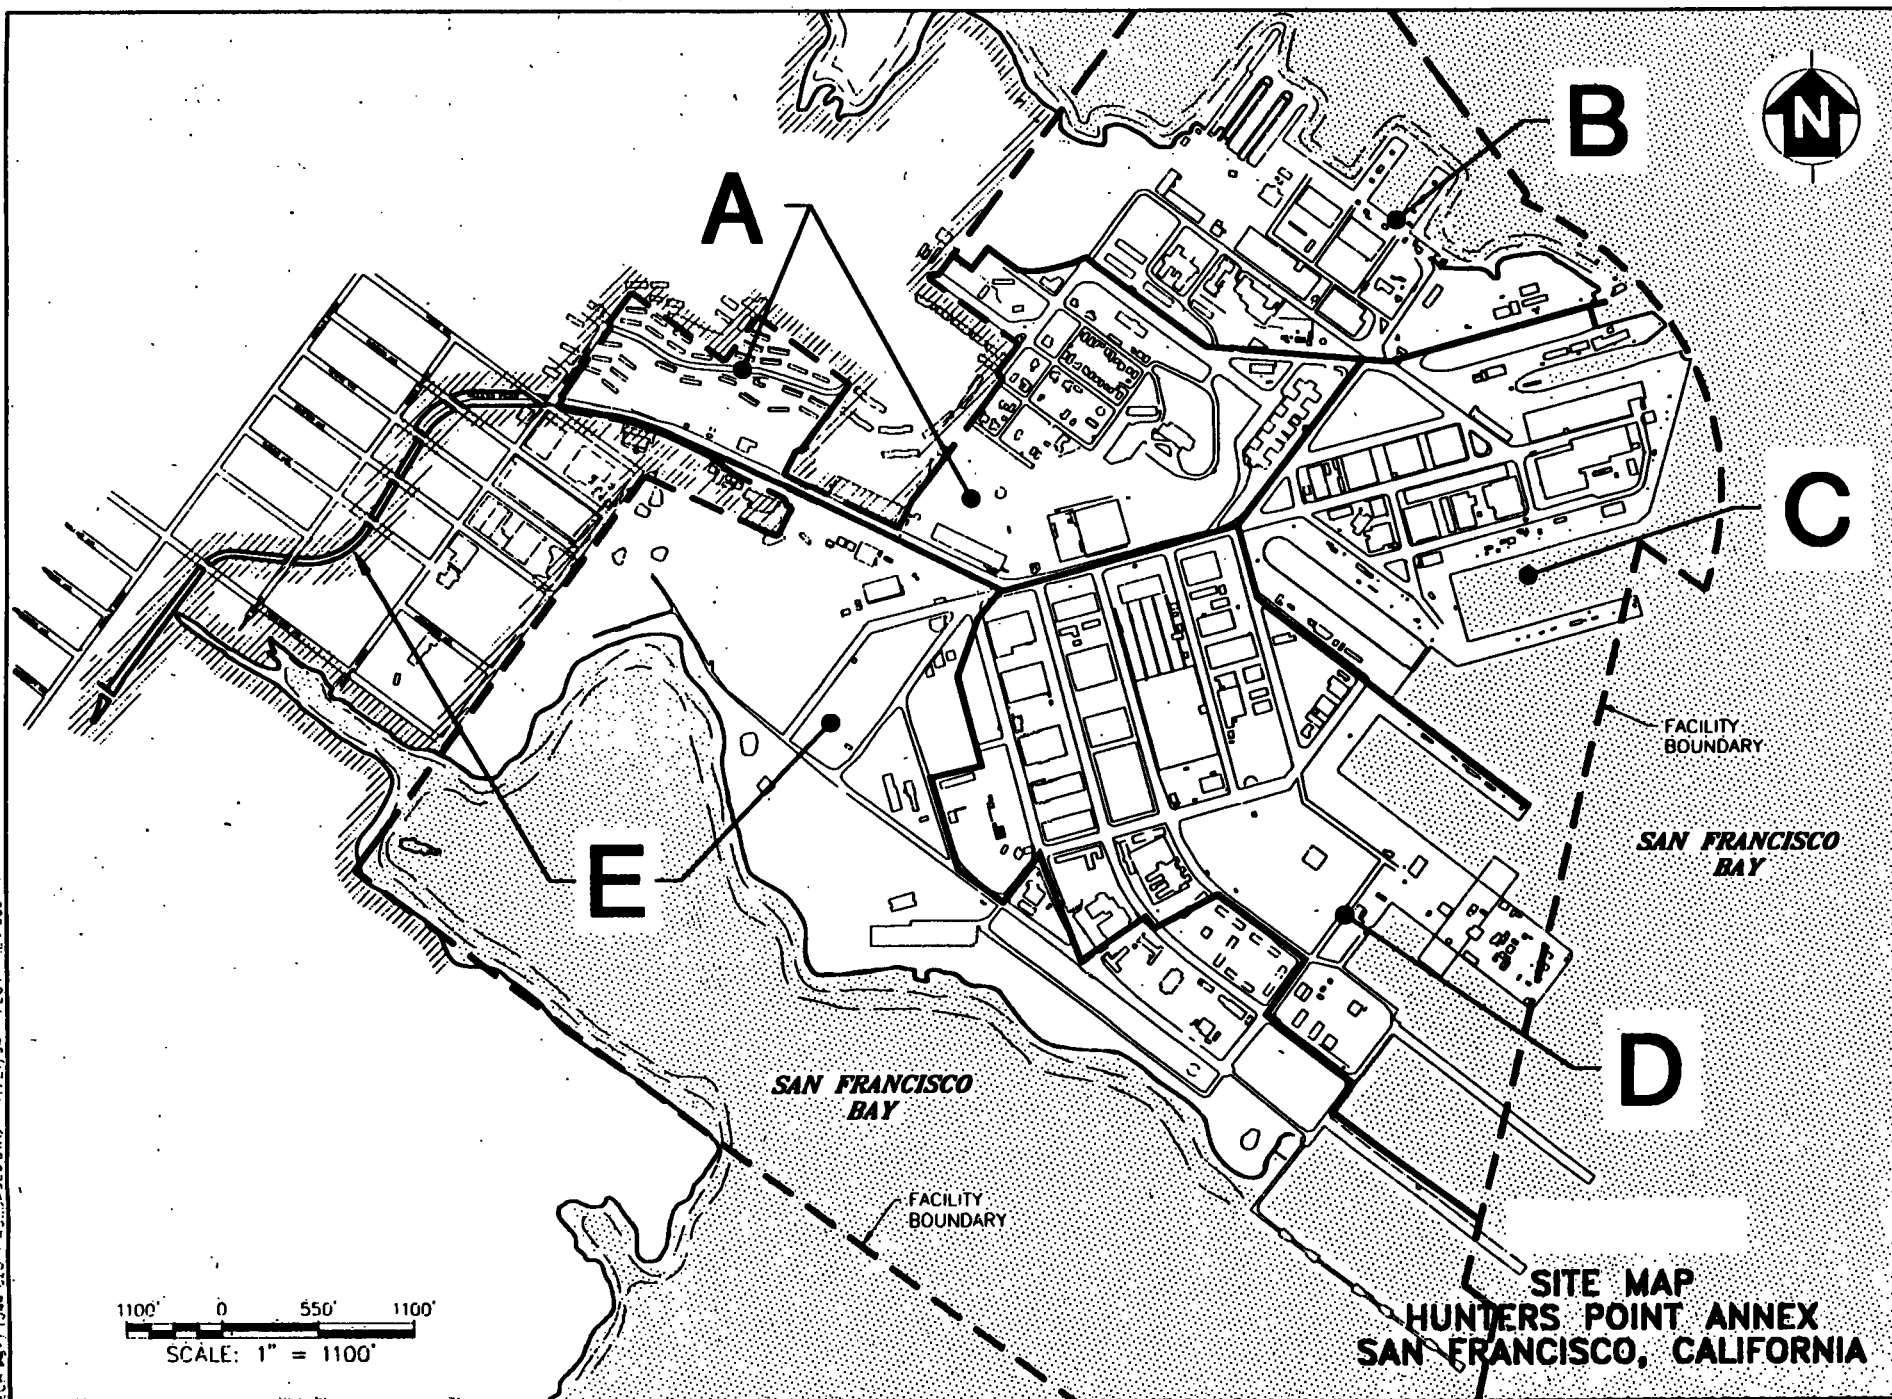 B
N
A
C
FACILITY
BOUNDARY
SAN FRANCISCO
BAY
E
D
SAN FRANCISCO
BAY
FACILITY
BOUNDARY
1100' 0 550' 1100'
SCALE: 1" = 1100'
SITE MAP
HUNTERS POINT ANNEX
SAN FRANCISCO, CALIFORNIA